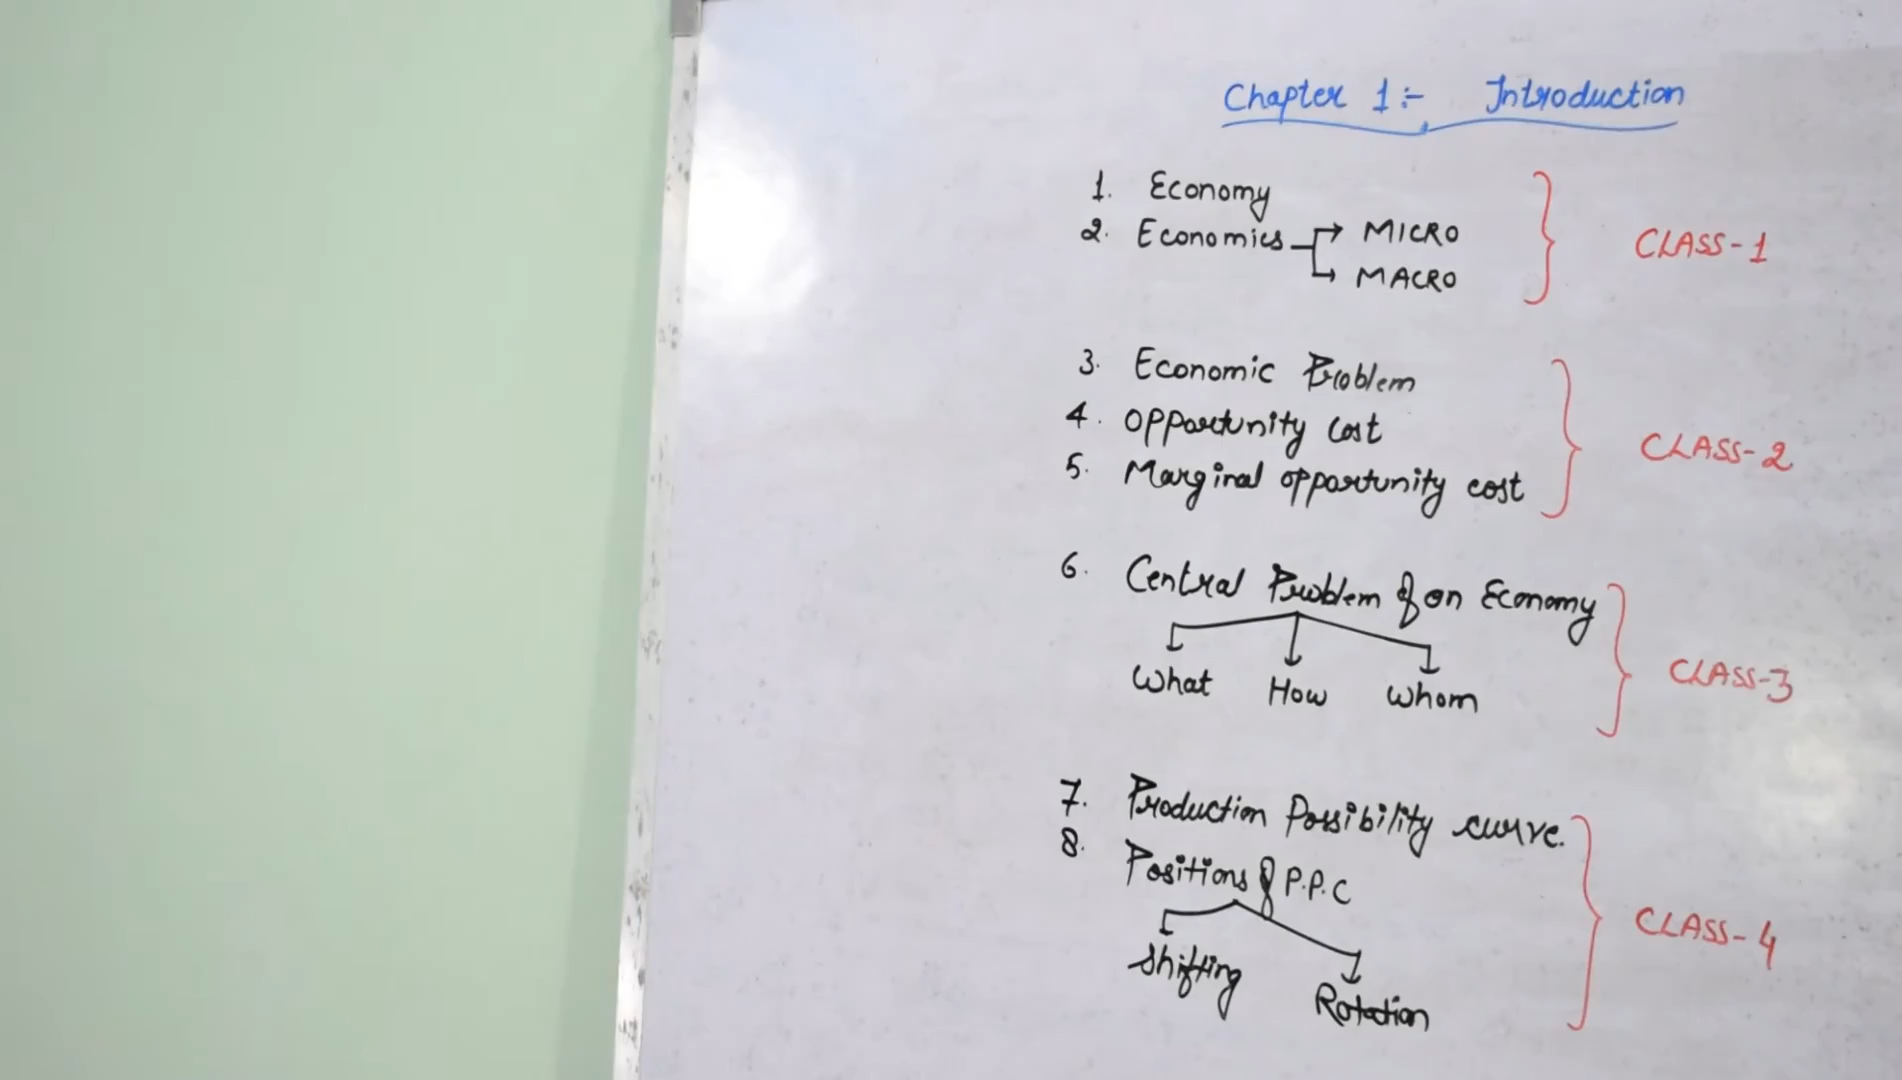 Chapter 1:- Introduction
1. Economy
2. Economics → MICRO
→ MACRO
CLASS-1
3. Economic Problem
4. Opportunity Cost
5. Marginal opportunity cost
CLASS-2
6. Central Problem of an Economy
What How Whom
CLASS-3
7. Production Possibility curve.
8. Positions of P.P.C
Shifting Rotation
CLASS-4